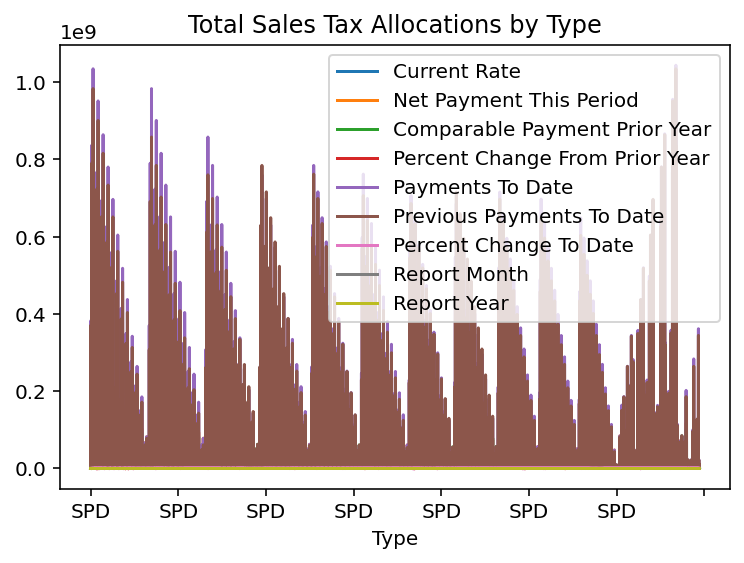 Total Sales Tax Allocations by Type
1e9
1.0
0.8
0.6
0.4
0.2
0.0
Current Rate
Net Payment This Period
Comparable Payment Prior Year
Percent Change From Prior Year
Payments To Date
Previous Payments To Date
Percent Change To Date
Report Month
Report Year
SPD SPD SPD SPD SPD SPD SPD
Type